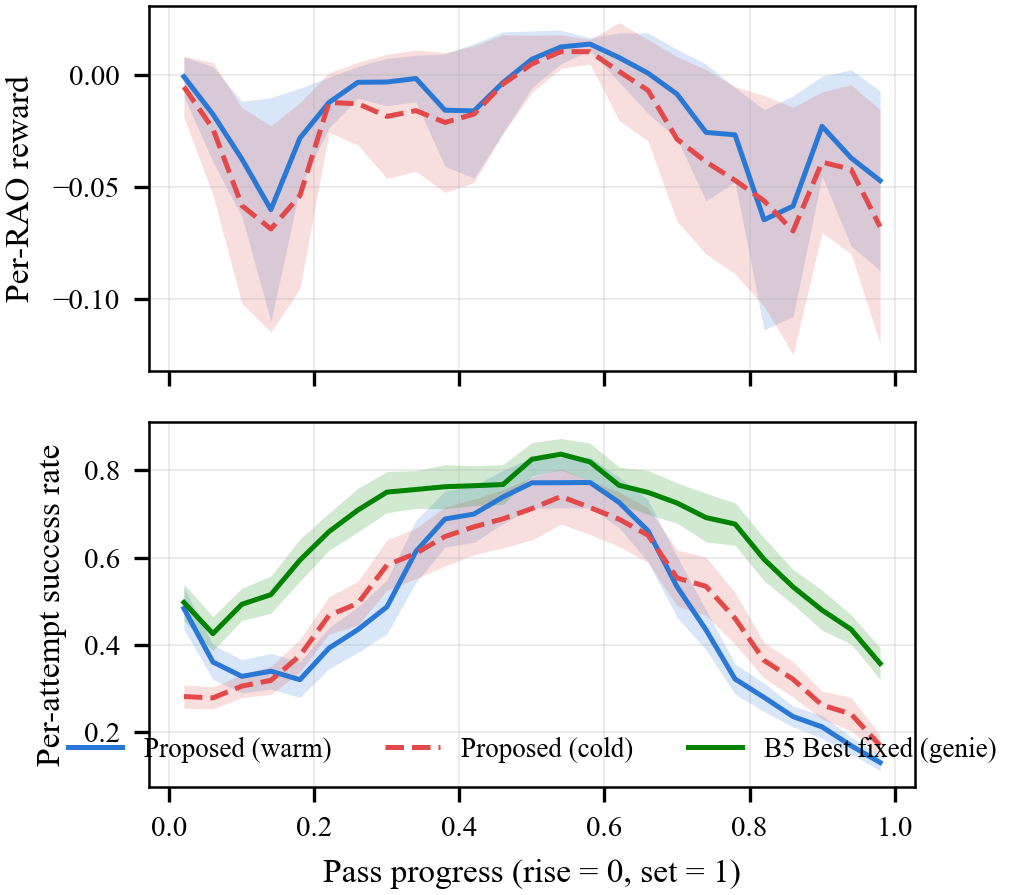 Per-RAO reward
0.00
−0.05
−0.10
Per-attempt success rate
0.8
0.6
0.4
0.2
Proposed (warm) Proposed (cold) B5 Best fixed (genie)
0.0 0.2 0.4 0.6 0.8 1.0
Pass progress (rise = 0, set = 1)